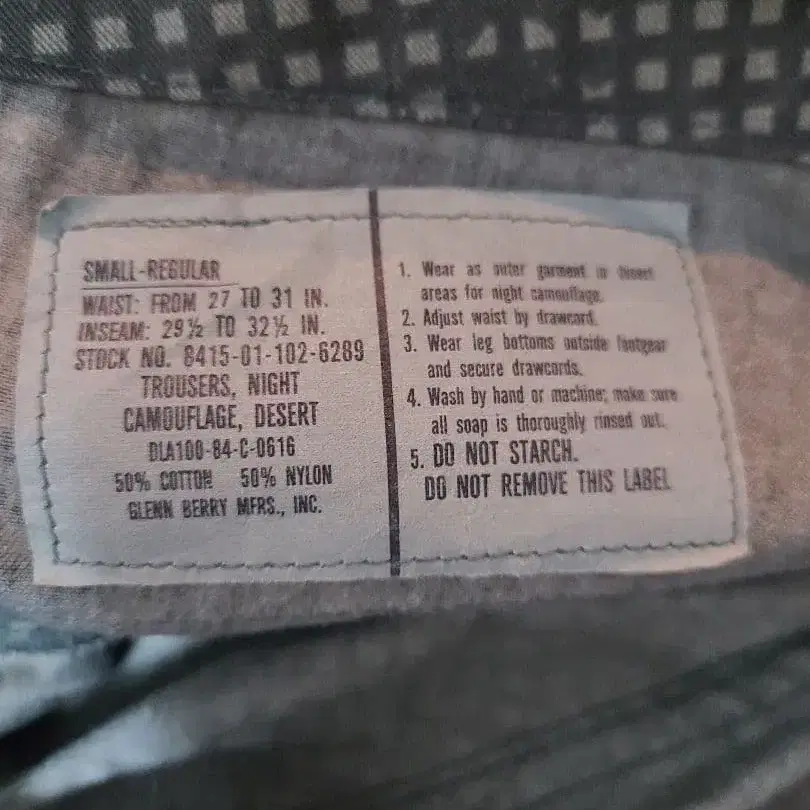 SMALL-REGULAR
WAIST: FROM 27 TO 31 IN.
INSEAM: 29½ TO 32½ IN.
STOCK NO. 8415-01-102-6289
TROUSERS, NIGHT
CAMOUFLAGE, DESERT
DLA100-84-C-0616
50% COTTON 50% NYLON
GLENN BERRY MFRS., INC.
1. Wear as outer garment in desert
areas for night camouflage.
2. Adjust waist by drawcord.
3. Wear leg bottoms outside footgear
and secure drawcords.
4. Wash by hand or machine; make sure
all soap is thoroughly rinsed out.
5. DO NOT STARCH.
DO NOT REMOVE THIS LABEL